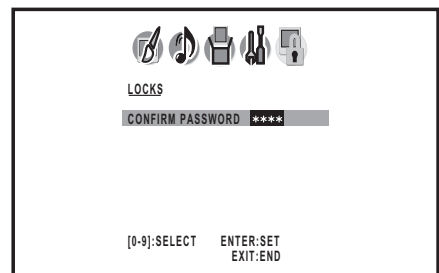 LOCKS
CONFIRM PASSWORD ****
[0-9]:SELECT ENTER:SET
EXIT:END